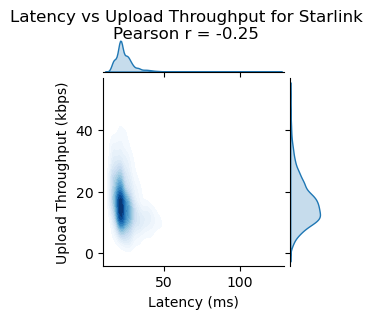 Latency vs Upload Throughput for Starlink
Pearson r = -0.25
Upload Throughput (kbps)
40
20
0
50
100
Latency (ms)